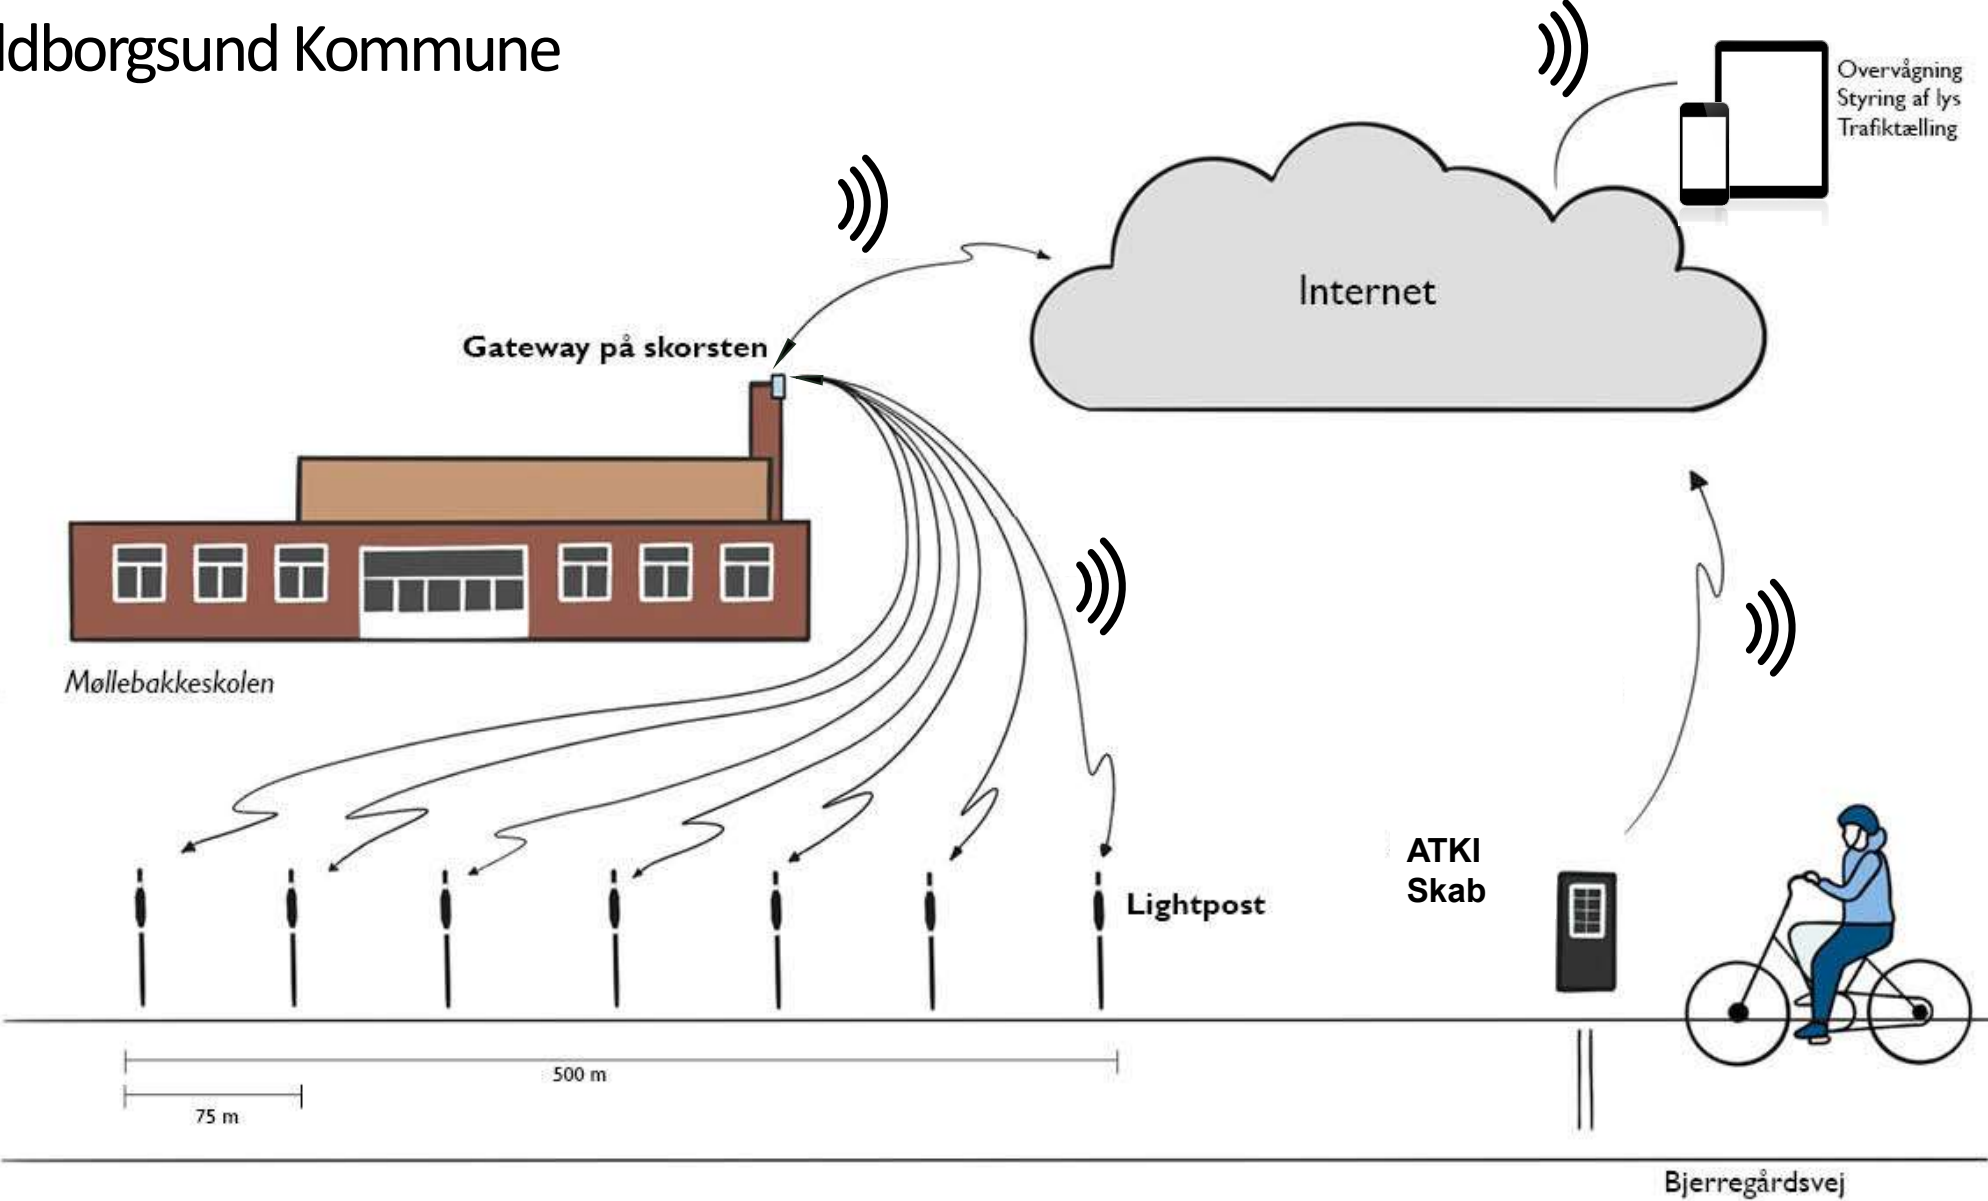 ldborgsund Kommune
Overvågning
Styring af lys
Trafiktælling
Internet
Gateway på skorsten
Møllebakkeskolen
ATKI
Skab
Lightpost
500 m
75 m
Bjerregårdsvej